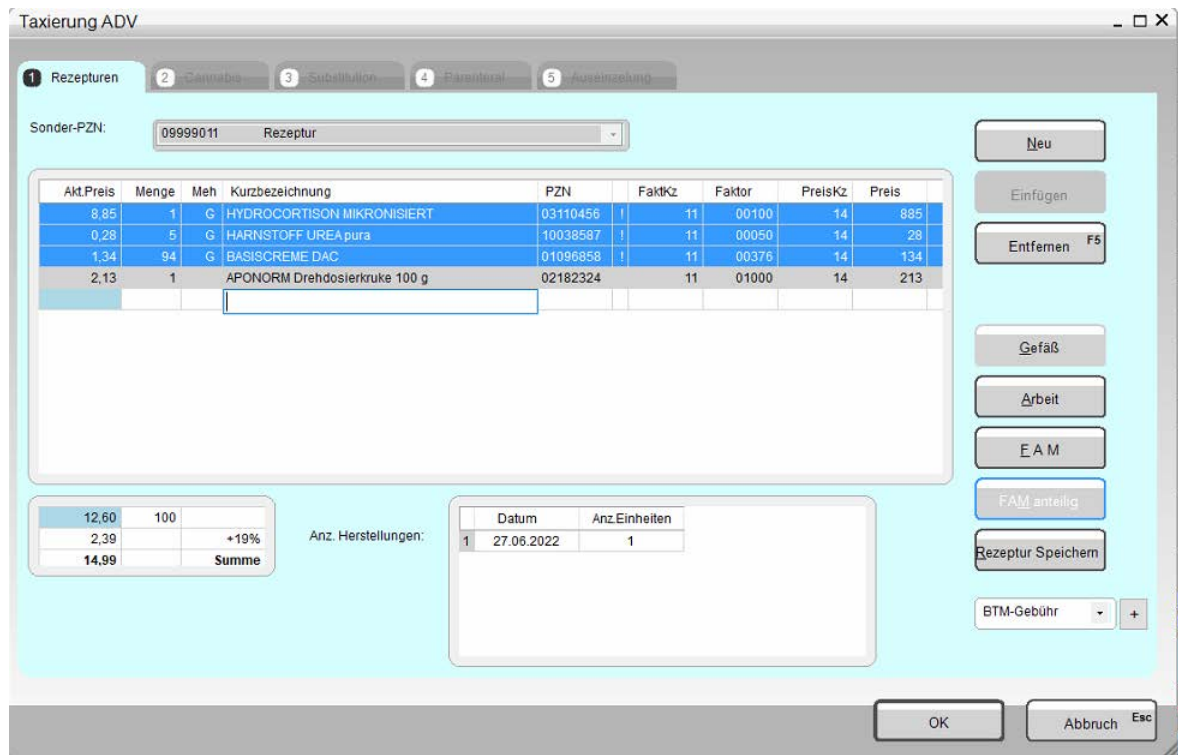 Taxierung ADV
1 Rezepturen 2 Cannabis 3 Substitution 4 Parenteral 5 Auseinzelung
Sonder-PZN: 09999011 Rezeptur
Neu
Akt.Preis Menge Meh Kurzbezeichnung PZN FaktKz Faktor PreisKz Preis
Einfügen
8,85 1 G HYDROCORTISON MIKRONISIERT 03110456 ! 11 00100 14 885
0,28 5 G HARNSTOFF UREA pura 10038587 ! 11 00050 14 28
Entfernen F5
1,34 94 G BASISCREME DAC 01096858 ! 11 00376 14 134
2,13 1 APONORM Drehdosierkruke 100 g 02182324 11 01000 14 213
Gefäß
Arbeit
F A M
FAM anteilig
Rezeptur Speichern
12,60 100
2,39 +19%
14,99 Summe
Anz. Herstellungen:
Datum Anz.Einheiten
1 27.06.2022 1
BTM-Gebühr +
OK
Abbruch Esc